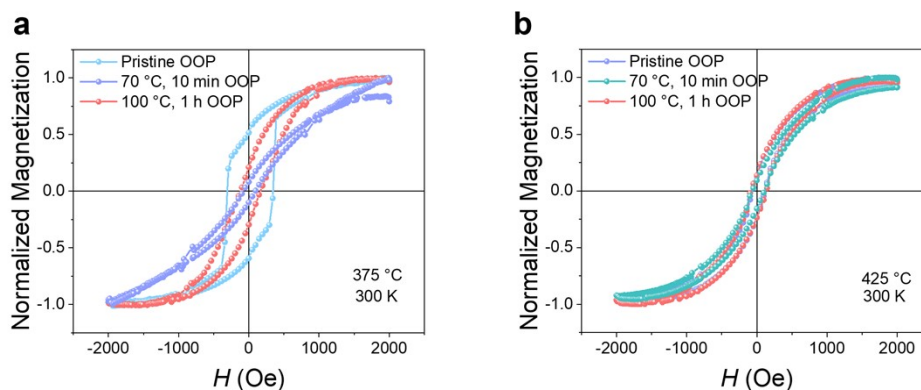 a
Normalized Magnetization
1.0
0.5
0.0
-0.5
-1.0
Pristine OOP
70 °C, 10 min OOP
100 °C, 1 h OOP
375 °C
300 K
-2000 -1000 0 1000 2000
H (Oe)
b
Normalized Magnetization
1.0
0.5
0.0
-0.5
-1.0
Pristine OOP
70 °C, 10 min OOP
100 °C, 1 h OOP
425 °C
300 K
-2000 -1000 0 1000 2000
H (Oe)